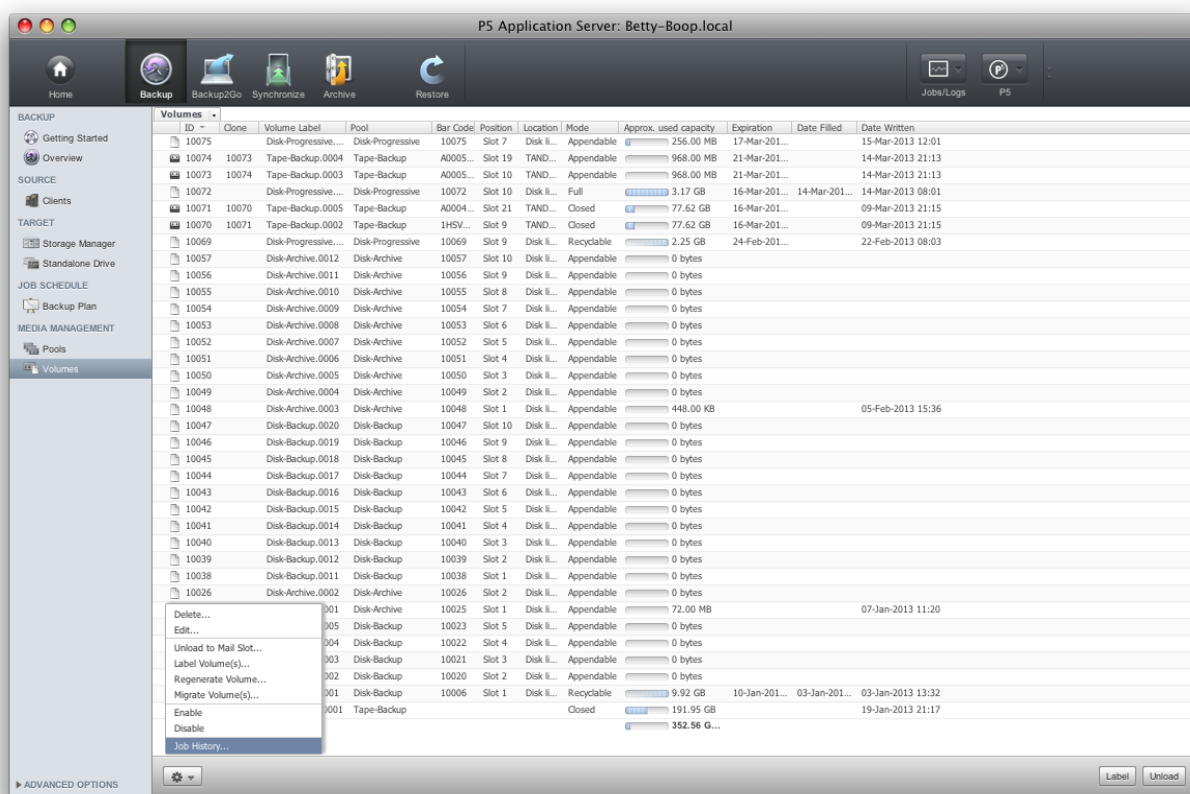 P5 Application Server: Betty-Boop.local
Home Backup Backup2Go Synchronize Archive Restore Jobs/Logs P5
BACKUP
Getting Started
Overview
SOURCE
Clients
TARGET
Storage Manager
Standalone Drive
JOB SCHEDULE
Backup Plan
MEDIA MANAGEMENT
Pools
Volumes
ADVANCED OPTIONS
Volumes
ID Clone Volume Label Pool Bar Code Position Location Mode Approx. used capacity Expiration Date Filled Date Written
10075 Disk-Progressive.... Disk-Progressive 10075 Slot 7 Disk li... Appendable 256.00 MB 17-Mar-201... 15-Mar-2013 12:01
10074 10073 Tape-Backup.0004 Tape-Backup A0005... Slot 19 TAND... Appendable 968.00 MB 21-Mar-201... 14-Mar-2013 21:13
10073 10074 Tape-Backup.0003 Tape-Backup A0005... Slot 10 TAND... Appendable 968.00 MB 21-Mar-201... 14-Mar-2013 21:13
10072 Disk-Progressive.... Disk-Progressive 10072 Slot 10 Disk li... Full 3.17 GB 16-Mar-201... 14-Mar-201... 14-Mar-2013 08:01
10071 10070 Tape-Backup.0005 Tape-Backup A0004... Slot 21 TAND... Closed 77.62 GB 16-Mar-201... 09-Mar-2013 21:15
10070 10071 Tape-Backup.0002 Tape-Backup 1HSV... Slot 9 TAND... Closed 77.62 GB 16-Mar-201... 09-Mar-2013 21:15
10069 Disk-Progressive.... Disk-Progressive 10069 Slot 9 Disk li... Recyclable 2.25 GB 24-Feb-201... 22-Feb-2013 08:03
10057 Disk-Archive.0012 Disk-Archive 10057 Slot 10 Disk li... Appendable 0 bytes
10056 Disk-Archive.0011 Disk-Archive 10056 Slot 9 Disk li... Appendable 0 bytes
10055 Disk-Archive.0010 Disk-Archive 10055 Slot 8 Disk li... Appendable 0 bytes
10054 Disk-Archive.0009 Disk-Archive 10054 Slot 7 Disk li... Appendable 0 bytes
10053 Disk-Archive.0008 Disk-Archive 10053 Slot 6 Disk li... Appendable 0 bytes
10052 Disk-Archive.0007 Disk-Archive 10052 Slot 5 Disk li... Appendable 0 bytes
10051 Disk-Archive.0006 Disk-Archive 10051 Slot 4 Disk li... Appendable 0 bytes
10050 Disk-Archive.0005 Disk-Archive 10050 Slot 3 Disk li... Appendable 0 bytes
10049 Disk-Archive.0004 Disk-Archive 10049 Slot 2 Disk li... Appendable 0 bytes
10048 Disk-Archive.0003 Disk-Archive 10048 Slot 1 Disk li... Appendable 448.00 KB 05-Feb-2013 15:36
10047 Disk-Backup.0020 Disk-Backup 10047 Slot 10 Disk li... Appendable 0 bytes
10046 Disk-Backup.0019 Disk-Backup 10046 Slot 9 Disk li... Appendable 0 bytes
10045 Disk-Backup.0018 Disk-Backup 10045 Slot 8 Disk li... Appendable 0 bytes
10044 Disk-Backup.0017 Disk-Backup 10044 Slot 7 Disk li... Appendable 0 bytes
10043 Disk-Backup.0016 Disk-Backup 10043 Slot 6 Disk li... Appendable 0 bytes
10042 Disk-Backup.0015 Disk-Backup 10042 Slot 5 Disk li... Appendable 0 bytes
10041 Disk-Backup.0014 Disk-Backup 10041 Slot 4 Disk li... Appendable 0 bytes
10040 Disk-Backup.0013 Disk-Backup 10040 Slot 3 Disk li... Appendable 0 bytes
10039 Disk-Backup.0012 Disk-Backup 10039 Slot 2 Disk li... Appendable 0 bytes
10038 Disk-Backup.0011 Disk-Backup 10038 Slot 1 Disk li... Appendable 0 bytes
10026 Disk-Archive.0002 Disk-Archive 10026 Slot 2 Disk li... Appendable 0 bytes
001 Disk-Archive 10025 Slot 1 Disk li... Appendable 72.00 MB 07-Jan-2013 11:20
005 Disk-Backup 10023 Slot 5 Disk li... Appendable 0 bytes
004 Disk-Backup 10022 Slot 4 Disk li... Appendable 0 bytes
003 Disk-Backup 10021 Slot 3 Disk li... Appendable 0 bytes
002 Disk-Backup 10020 Slot 2 Disk li... Appendable 0 bytes
001 Disk-Backup 10006 Slot 1 Disk li... Recyclable 9.92 GB 10-Jan-201... 03-Jan-201... 03-Jan-2013 13:32
0001 Tape-Backup Closed 191.95 GB 19-Jan-2013 21:17
352.56 G...
Delete...
Edit...
Unload to Mail Slot...
Label Volume(s)...
Regenerate Volume...
Migrate Volume(s)...
Enable
Disable
Job History...
Label Unload